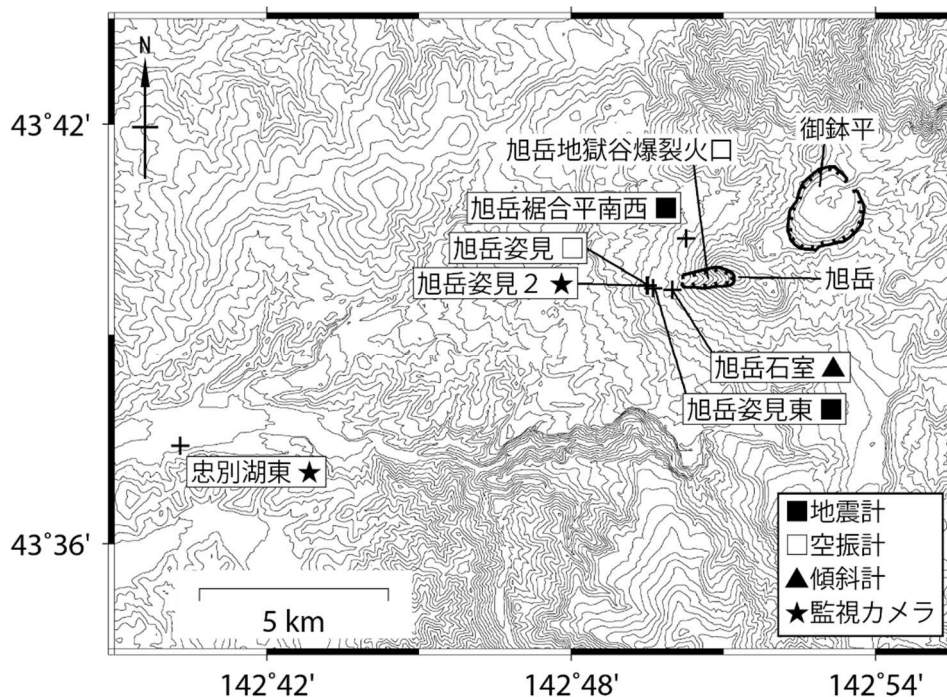 N
43°42'
御鉢平
旭岳地獄谷爆裂火口
旭岳裾合平南西 ■
旭岳姿見 □
旭岳
旭岳姿見２ ★
旭岳石室 ▲
旭岳姿見東 ■
忠別湖東 ★
■地震計
43°36'
□空振計
▲傾斜計
★監視カメラ
5 km
142°42'
142°48'
142°54'